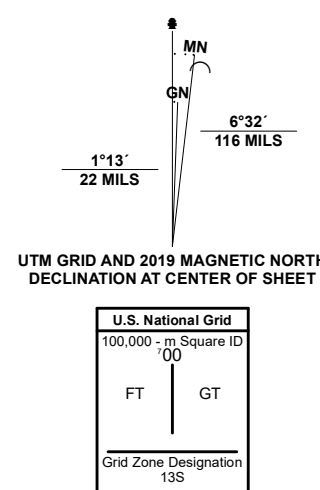 MN
GN
6°32´
116 MILS
1°13´
22 MILS
UTM GRID AND 2019 MAGNETIC NORTH
DECLINATION AT CENTER OF SHEET
U.S. National Grid
100,000 - m Square ID
⁷00
FT GT
Grid Zone Designation
13S